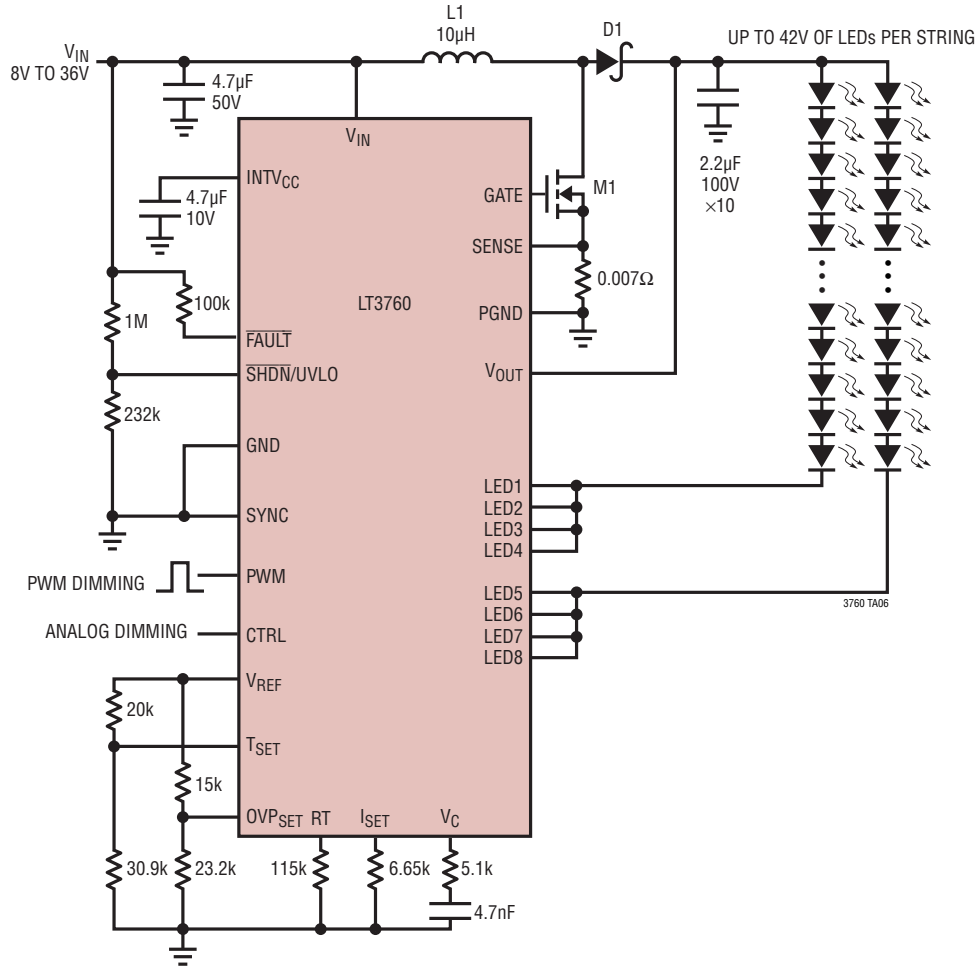 L1
10µH
D1
UP TO 42V OF LEDs PER STRING
VIN
8V TO 36V
4.7µF
50V
VIN
2.2µF
100V
×10
INTVCC
4.7µF
10V
GATE
M1
SENSE
0.007Ω
LT3760
PGND
100k
1M
FAULT
VOUT
SHDN/UVLO
232k
GND
SYNC
LED1
LED2
LED3
LED4
PWM DIMMING
PWM
LED5
LED6
LED7
LED8
3760 TA06
ANALOG DIMMING
CTRL
VREF
20k
TSET
15k
OVPSET
RT
ISET
VC
30.9k
23.2k
115k
6.65k
5.1k
4.7nF